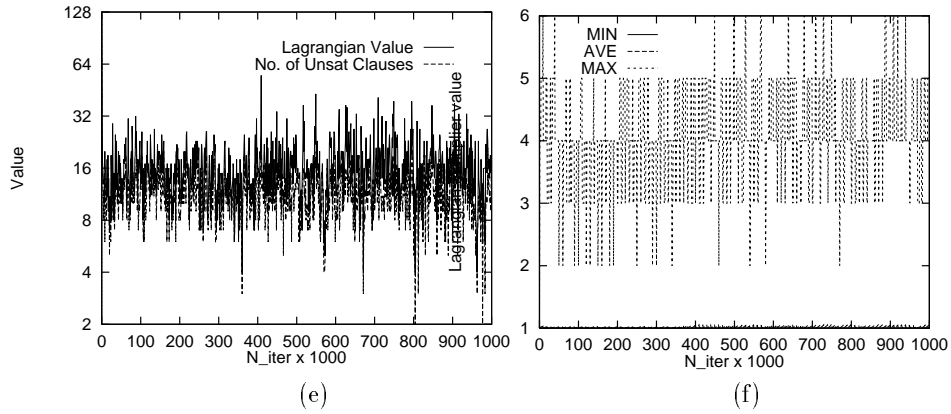 128
64
32
16
8
4
2
Value
Lagrangian Value
No. of Unsat Clauses
0 100 200 300 400 500 600 700 800 900 1000
N_iter x 1000
(e)
6
5
4
3
2
1
MIN
AVE
MAX
0 100 200 300 400 500 600 700 800 900 1000
N_iter x 1000
(f)